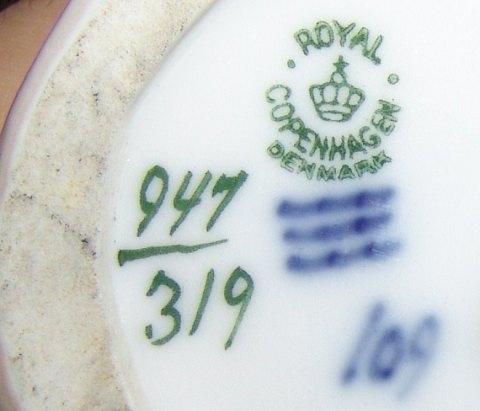 ROYAL
COPENHAGEN
DENMARK
947
319
109